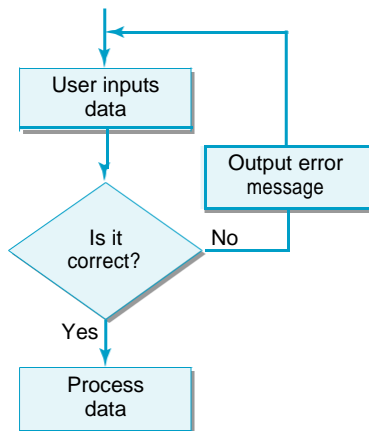 User inputs
data
Output error
message
Is it
correct?
No
Yes
Process
data